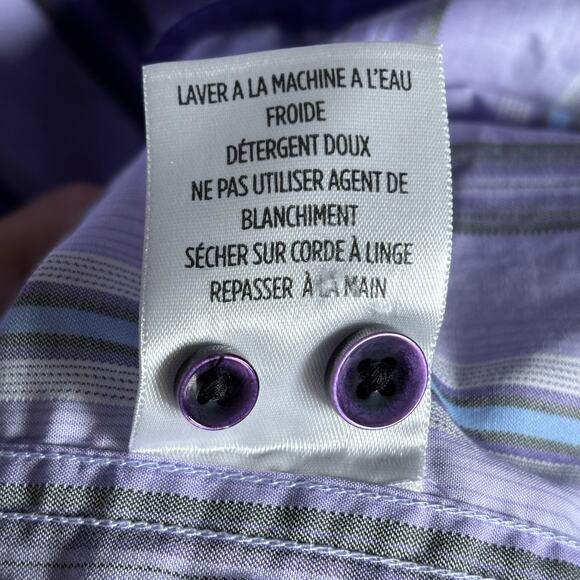 LAVER A LA MACHINE A L'EAU
FROIDE
DÉTERGENT DOUX
NE PAS UTILISER AGENT DE
BLANCHIMENT
SÉCHER SUR CORDE À LINGE
REPASSER À LA MAIN